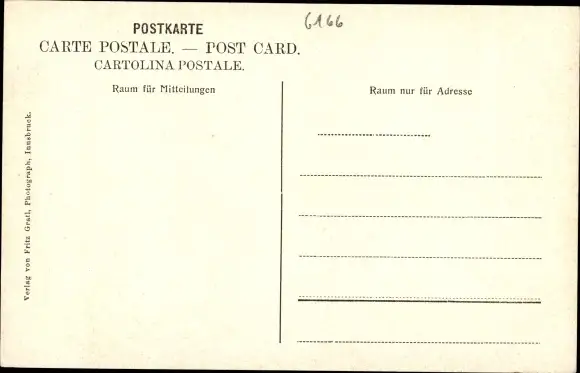 6166
POSTKARTE
CARTE POSTALE. — POST CARD.
CARTOLINA POSTALE.
Raum für Mitteilungen
Raum nur für Adresse
Verlag von Fritz Gratl, Photograph, Innsbruck.